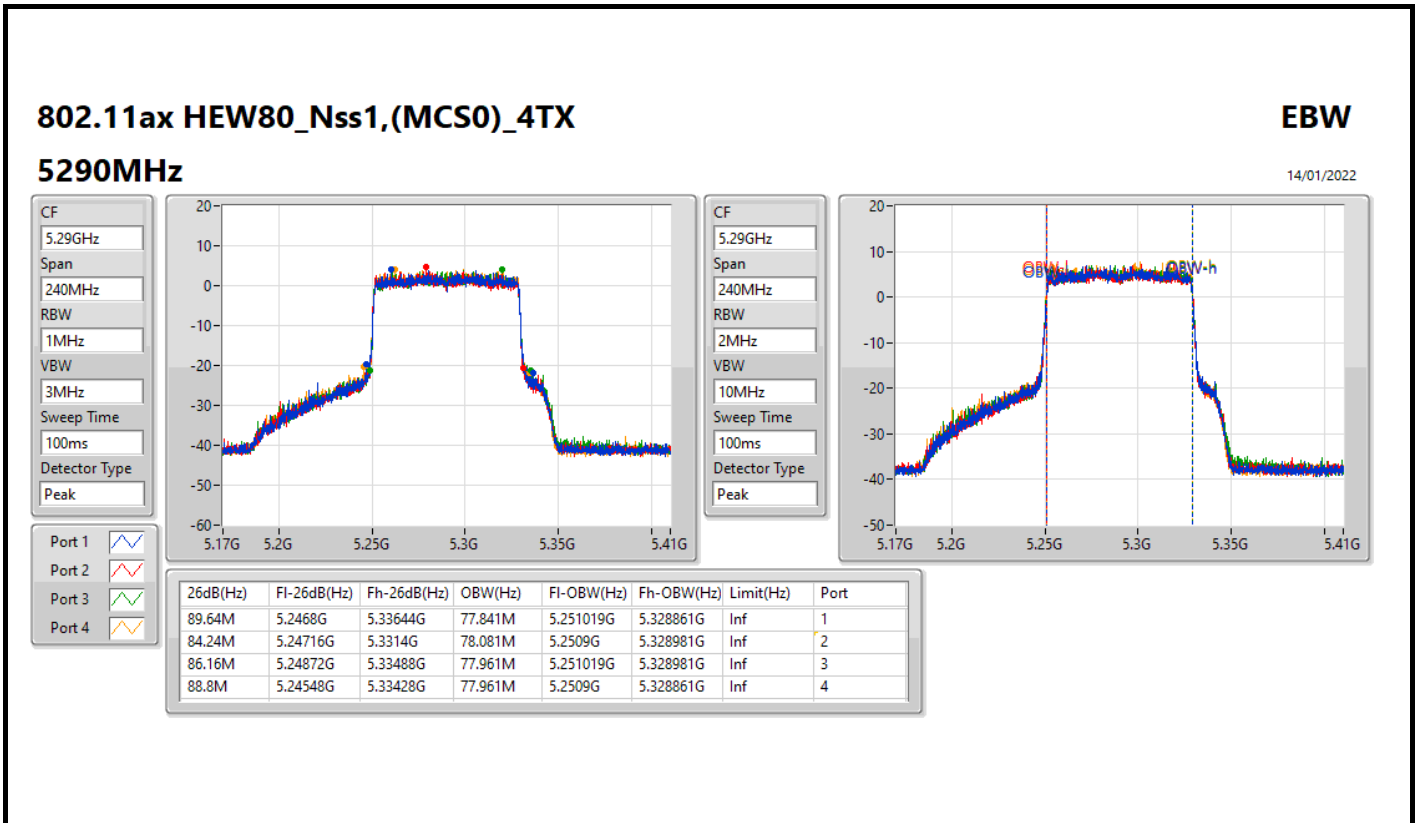 802.11ax HEW80_Nss1,(MCS0)_4TX EBW
5290MHz 14/01/2022
CF
5.29GHz
Span
240MHz
RBW
1MHz
VBW
3MHz
Sweep Time
100ms
Detector Type
Peak
20
10
0
-10
-20
-30
-40
-50
-60
5.17G 5.2G 5.25G 5.3G 5.35G 5.41G
CF
5.29GHz
Span
240MHz
RBW
2MHz
VBW
10MHz
Sweep Time
100ms
Detector Type
Peak
20
10
0
-10
-20
-30
-40
-50
OBW-h
5.17G 5.2G 5.25G 5.3G 5.35G 5.41G
Port 1
Port 2
Port 3
Port 4
26dB(Hz) Fl-26dB(Hz) Fh-26dB(Hz) OBW(Hz) Fl-OBW(Hz) Fh-OBW(Hz) Limit(Hz) Port
89.64M 5.2468G 5.33644G 77.841M 5.251019G 5.328861G Inf 1
84.24M 5.24716G 5.3314G 78.081M 5.2509G 5.328981G Inf 2
86.16M 5.24872G 5.33488G 77.961M 5.251019G 5.328981G Inf 3
88.8M 5.24548G 5.33428G 77.961M 5.2509G 5.328861G Inf 4